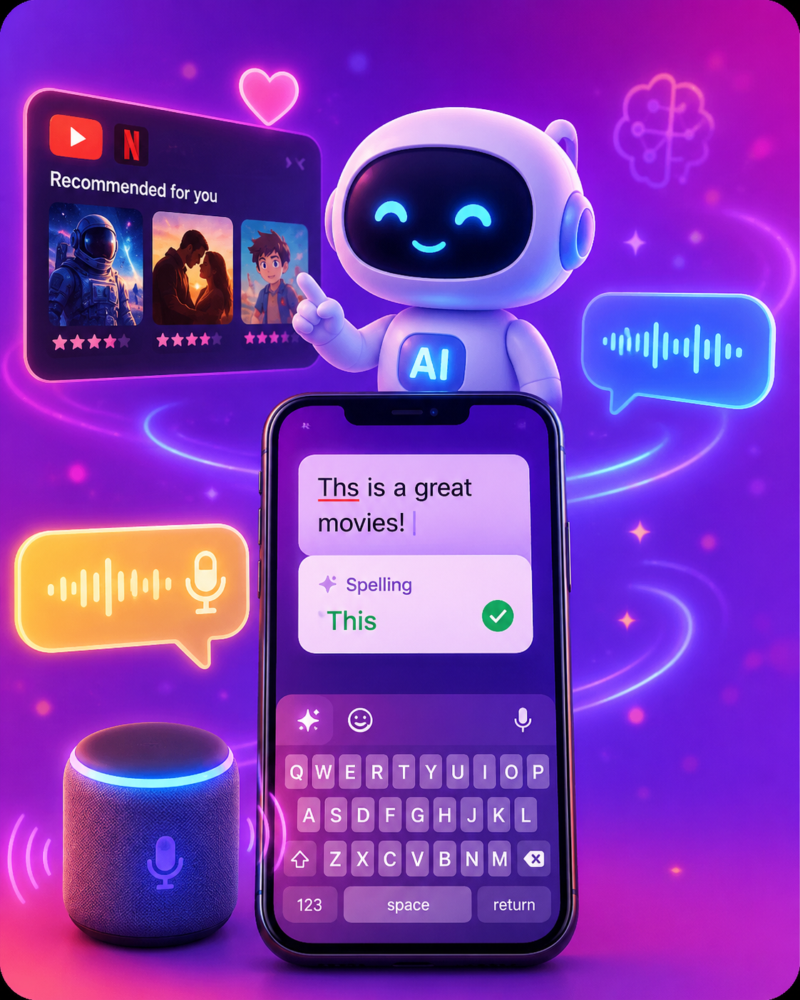 N
Recommended for you
AI
Ths is a great
movies!
Spelling
This
Q W E R T Y U I O P
A S D F G H J K L
Z X C V B N M
123 space return